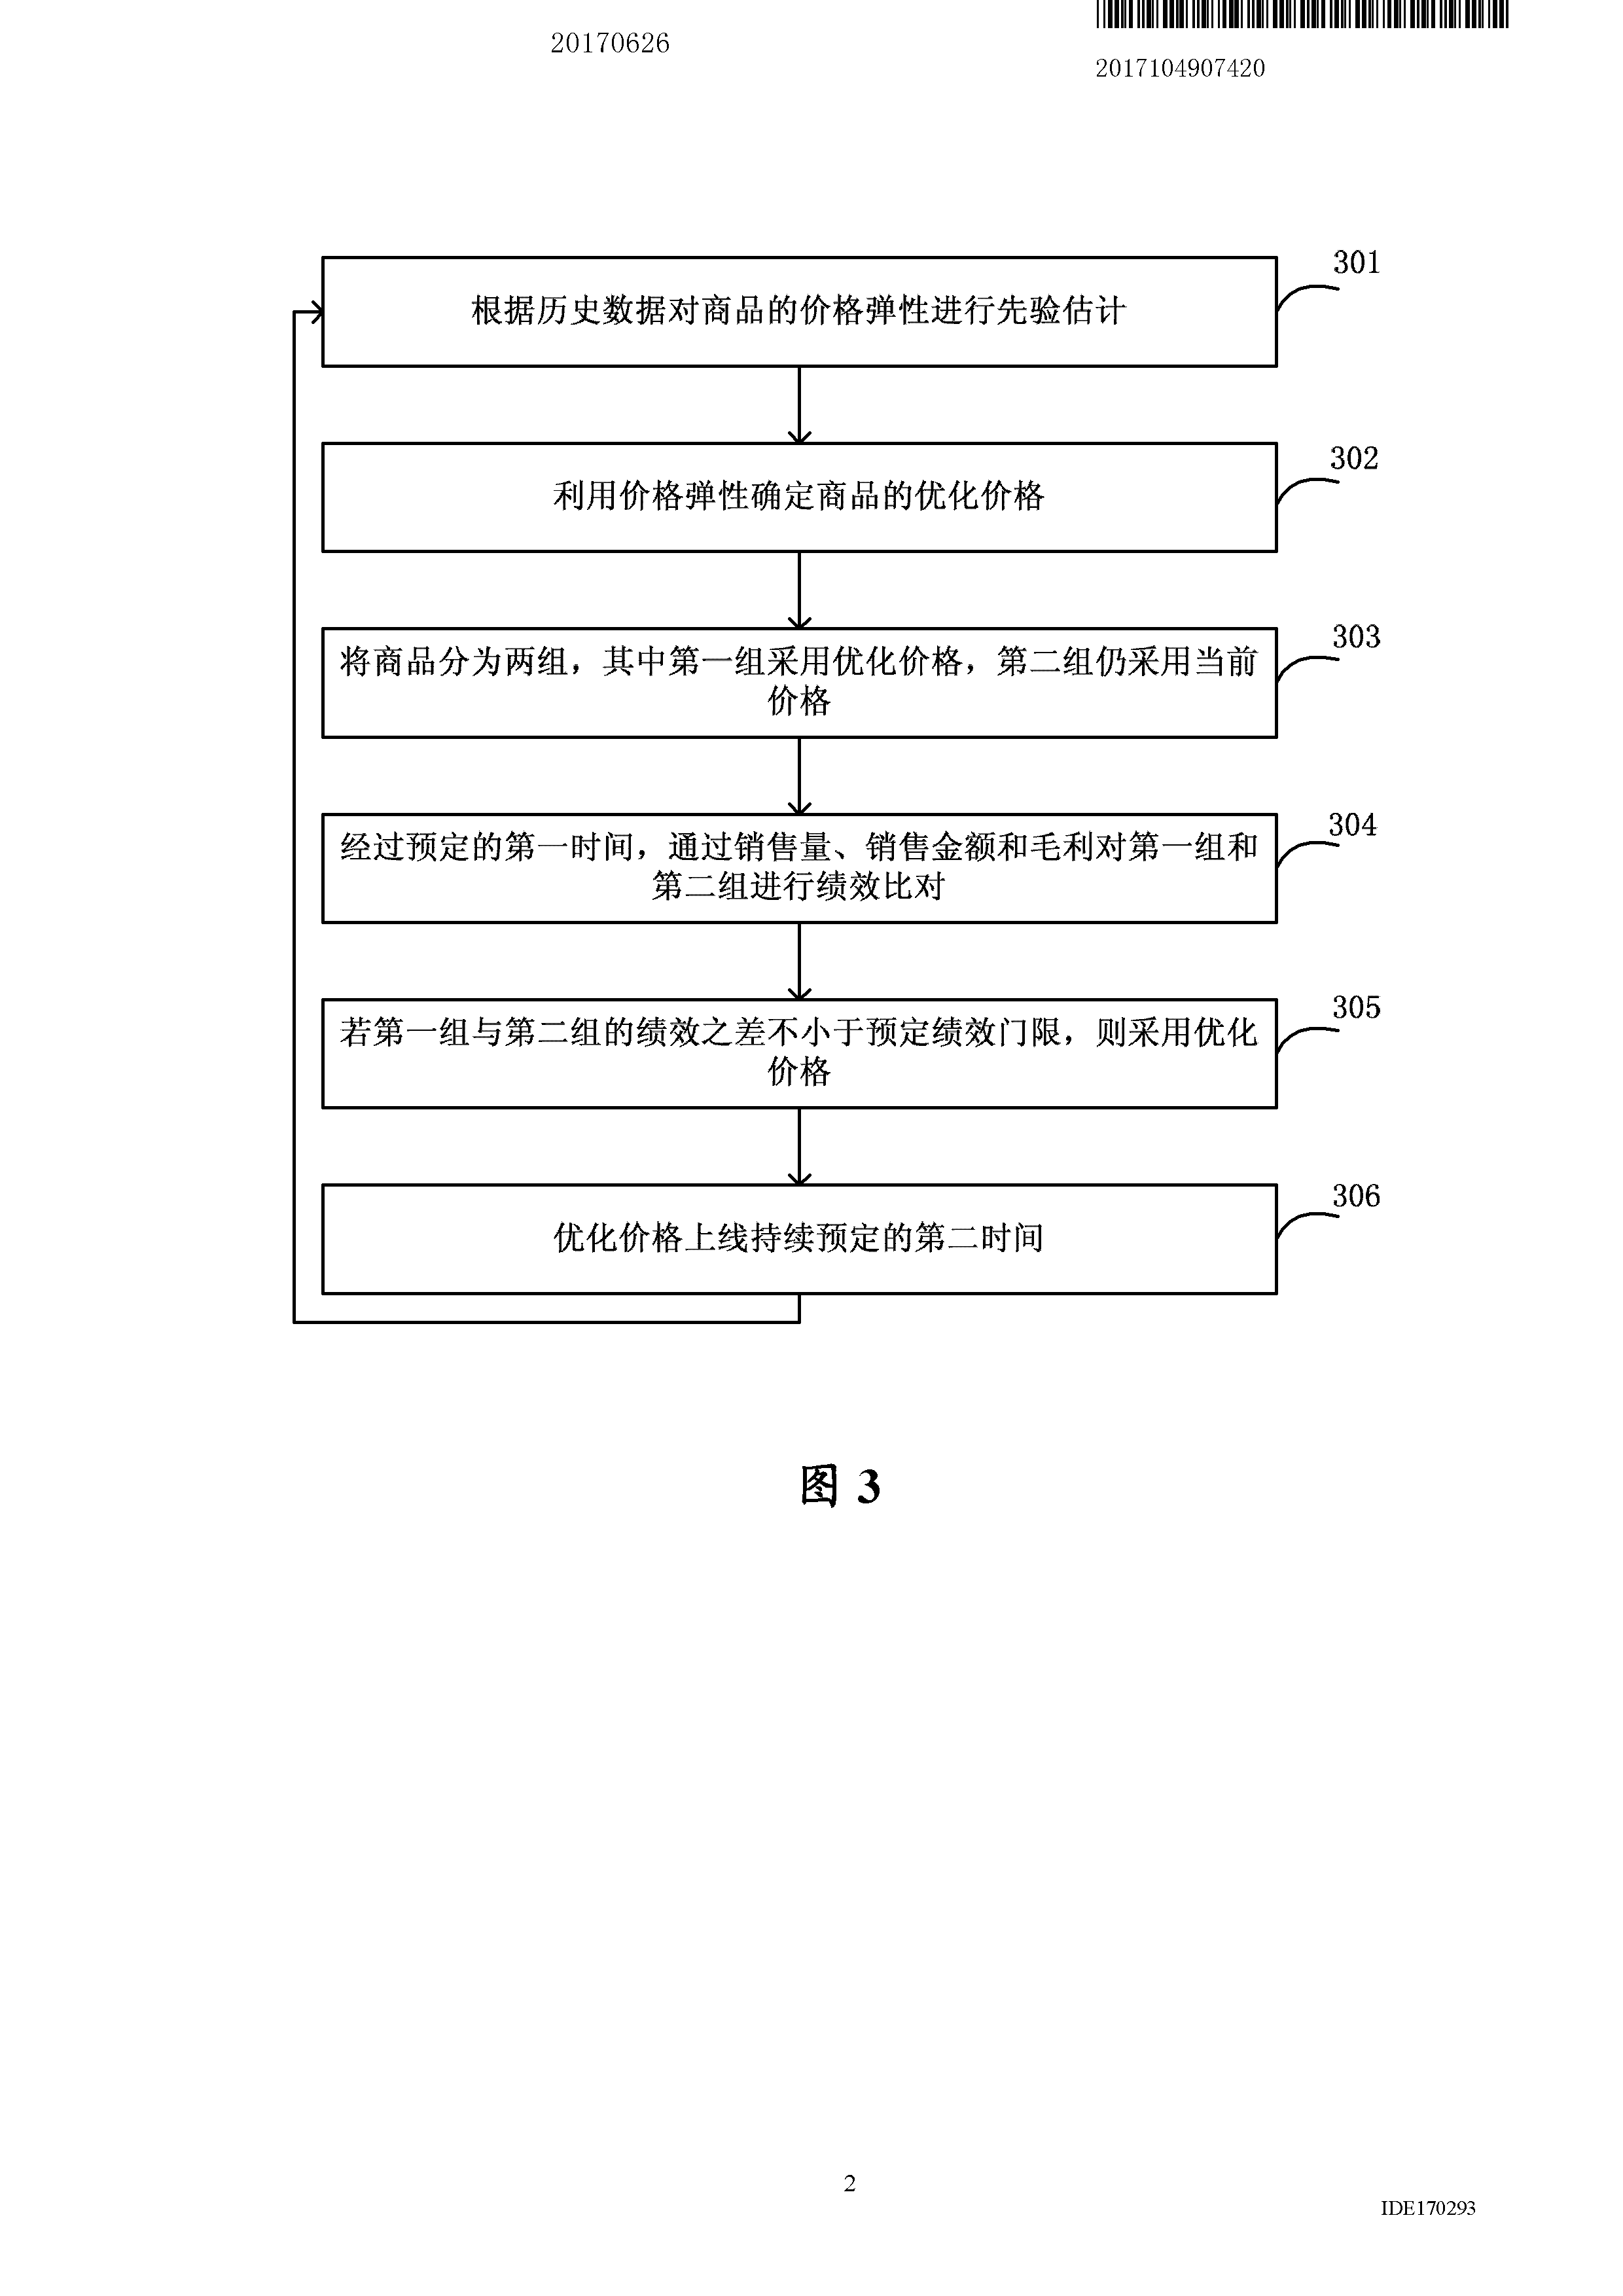 20170626
2017104907420
301
根据历史数据对商品的价格弹性进行先验估计
302
利用价格弹性确定商品的优化价格
303
将商品分为两组，其中第一组采用优化价格，第二组仍采用当前
价格
304
经过预定的第一时间，通过销售量、销售金额和毛利对第一组和
第二组进行绩效比对
305
若第一组与第二组的绩效之差不小于预定绩效门限，则采用优化
价格
306
优化价格上线持续预定的第二时间
图 3
2
IDE170293